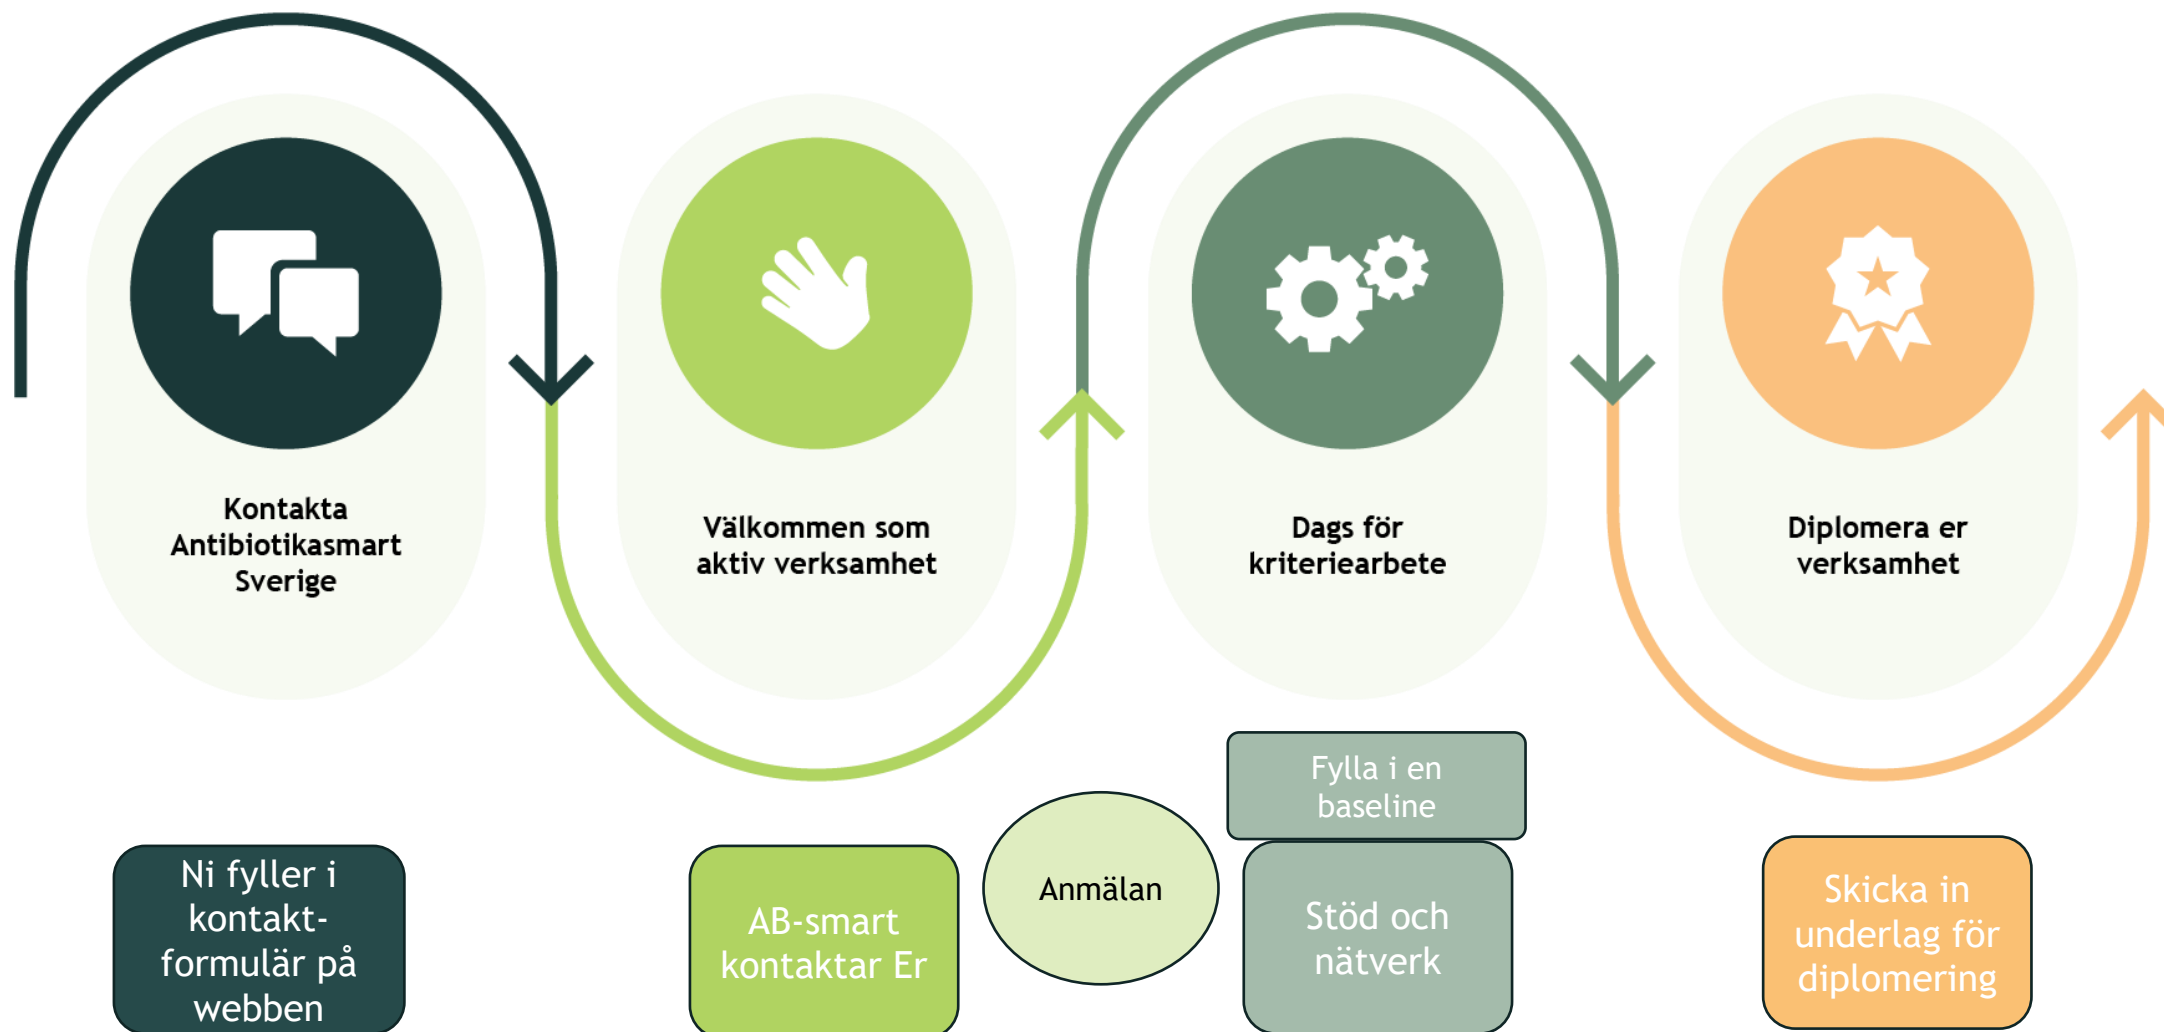 Kontakta
Antibiotikasmart
Sverige
Välkommen som
aktiv verksamhet
Dags för
kriteriearbete
Diplomera er
verksamhet
Ni fyller i
kontakt-
formulär på
webben
AB-smart
kontaktar Er
Anmälan
Fylla i en
baseline
Stöd och
nätverk
Skicka in
underlag för
diplomering